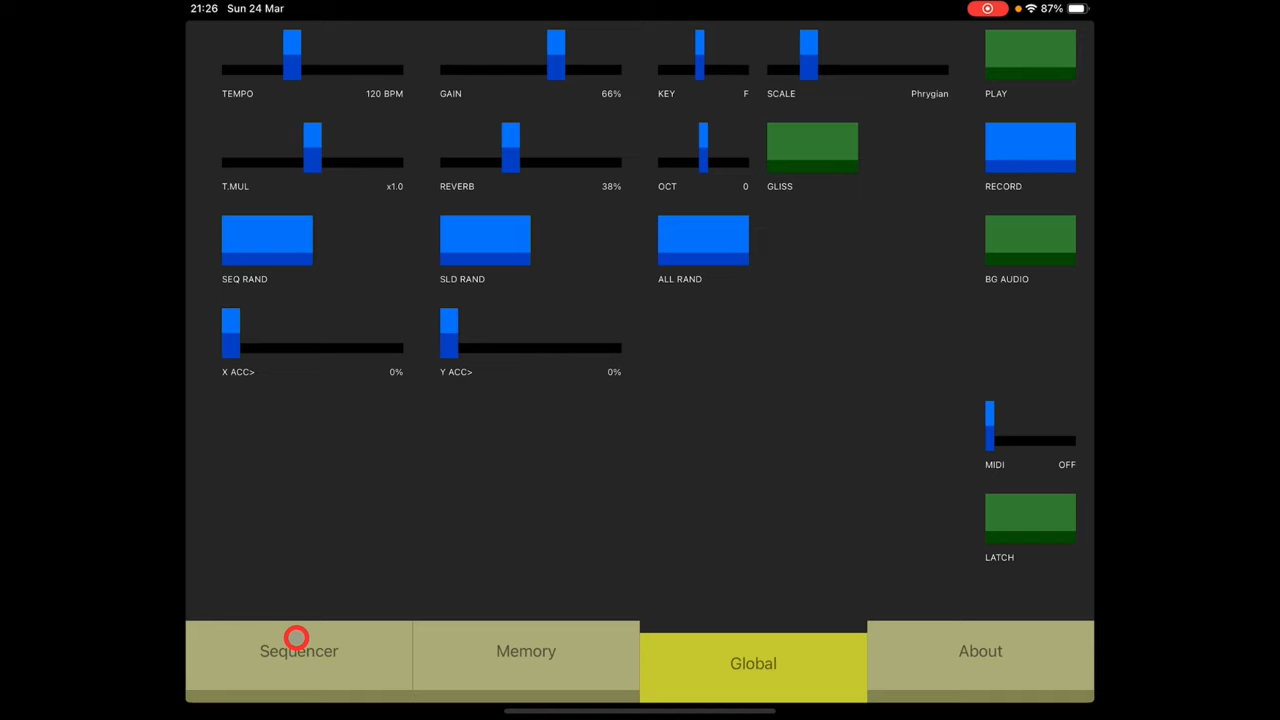 21:26 Sun 24 Mar 87%
TEMPO 120 BPM GAIN 66% KEY F SCALE Phrygian PLAY
T.MUL x1.0 REVERB 38% OCT 0 GLISS RECORD
SEQ RAND SLD RAND ALL RAND BG AUDIO
X ACC> 0% Y ACC> 0%
MIDI OFF
LATCH
Sequencer Memory Global About